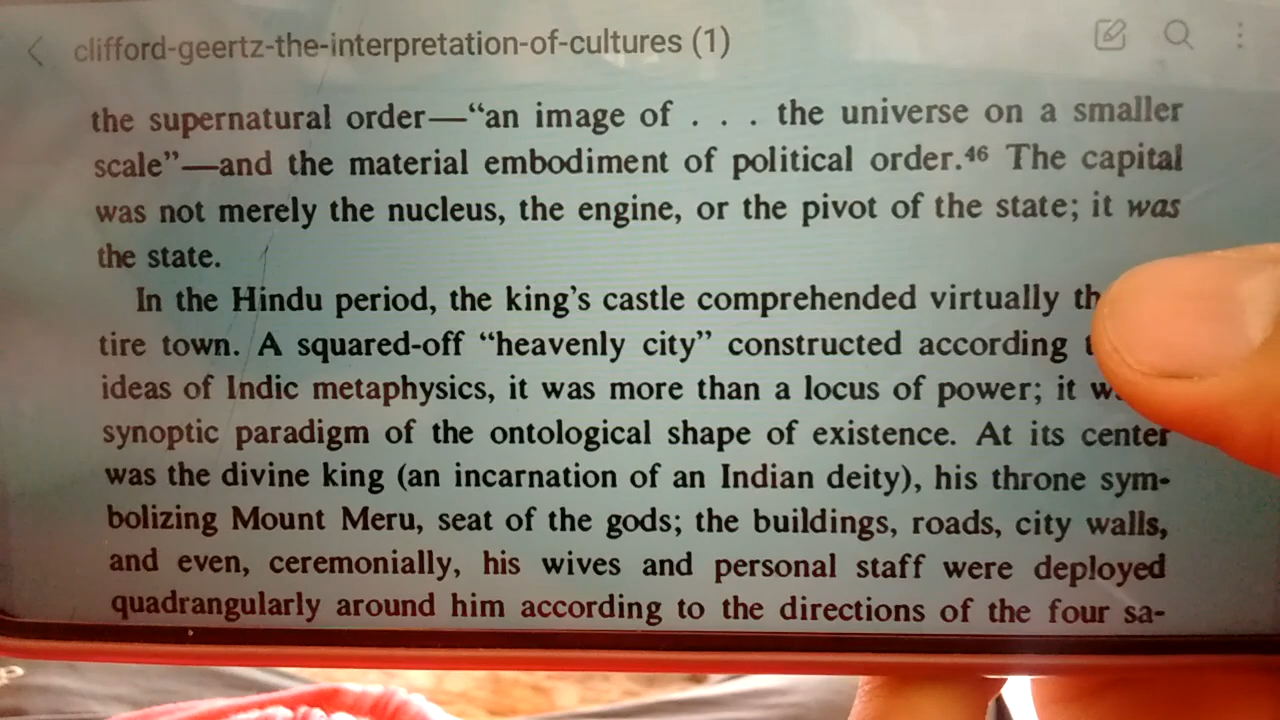 clifford-geertz-the-interpretation-of-cultures (1)
the supernatural order—“an image of . . . the universe on a smaller
scale”—and the material embodiment of political order.46 The capital
was not merely the nucleus, the engine, or the pivot of the state; it was
the state.
In the Hindu period, the king’s castle comprehended virtually
tire town. A squared-off “heavenly city” constructed according
ideas of Indic metaphysics, it was more than a locus of power; it
synoptic paradigm of the ontological shape of existence. At its center
was the divine king (an incarnation of an Indian deity), his throne sym-
bolizing Mount Meru, seat of the gods; the buildings, roads, city walls,
and even, ceremonially, his wives and personal staff were deployed
quadrangularly around him according to the directions of the four sa-